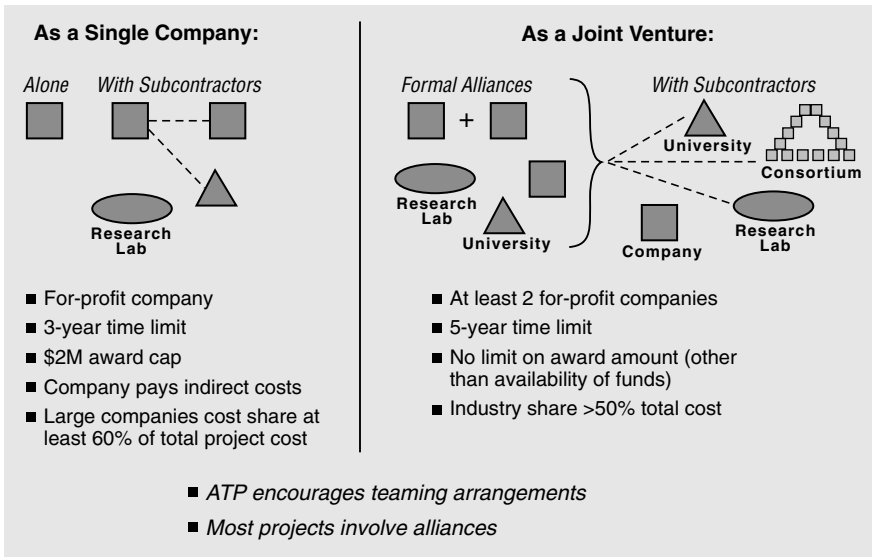 As a Single Company:
Alone
With Subcontractors
Research
Lab
■ For-profit company
■ 3-year time limit
■ $2M award cap
■ Company pays indirect costs
■ Large companies cost share at
least 60% of total project cost
As a Joint Venture:
Formal Alliances
With Subcontractors
+
University
Consortium
Research
Lab
University
Company
Research
Lab
■ At least 2 for-profit companies
■ 5-year time limit
■ No limit on award amount (other
than availability of funds)
■ Industry share >50% total cost
■ ATP encourages teaming arrangements
■ Most projects involve alliances